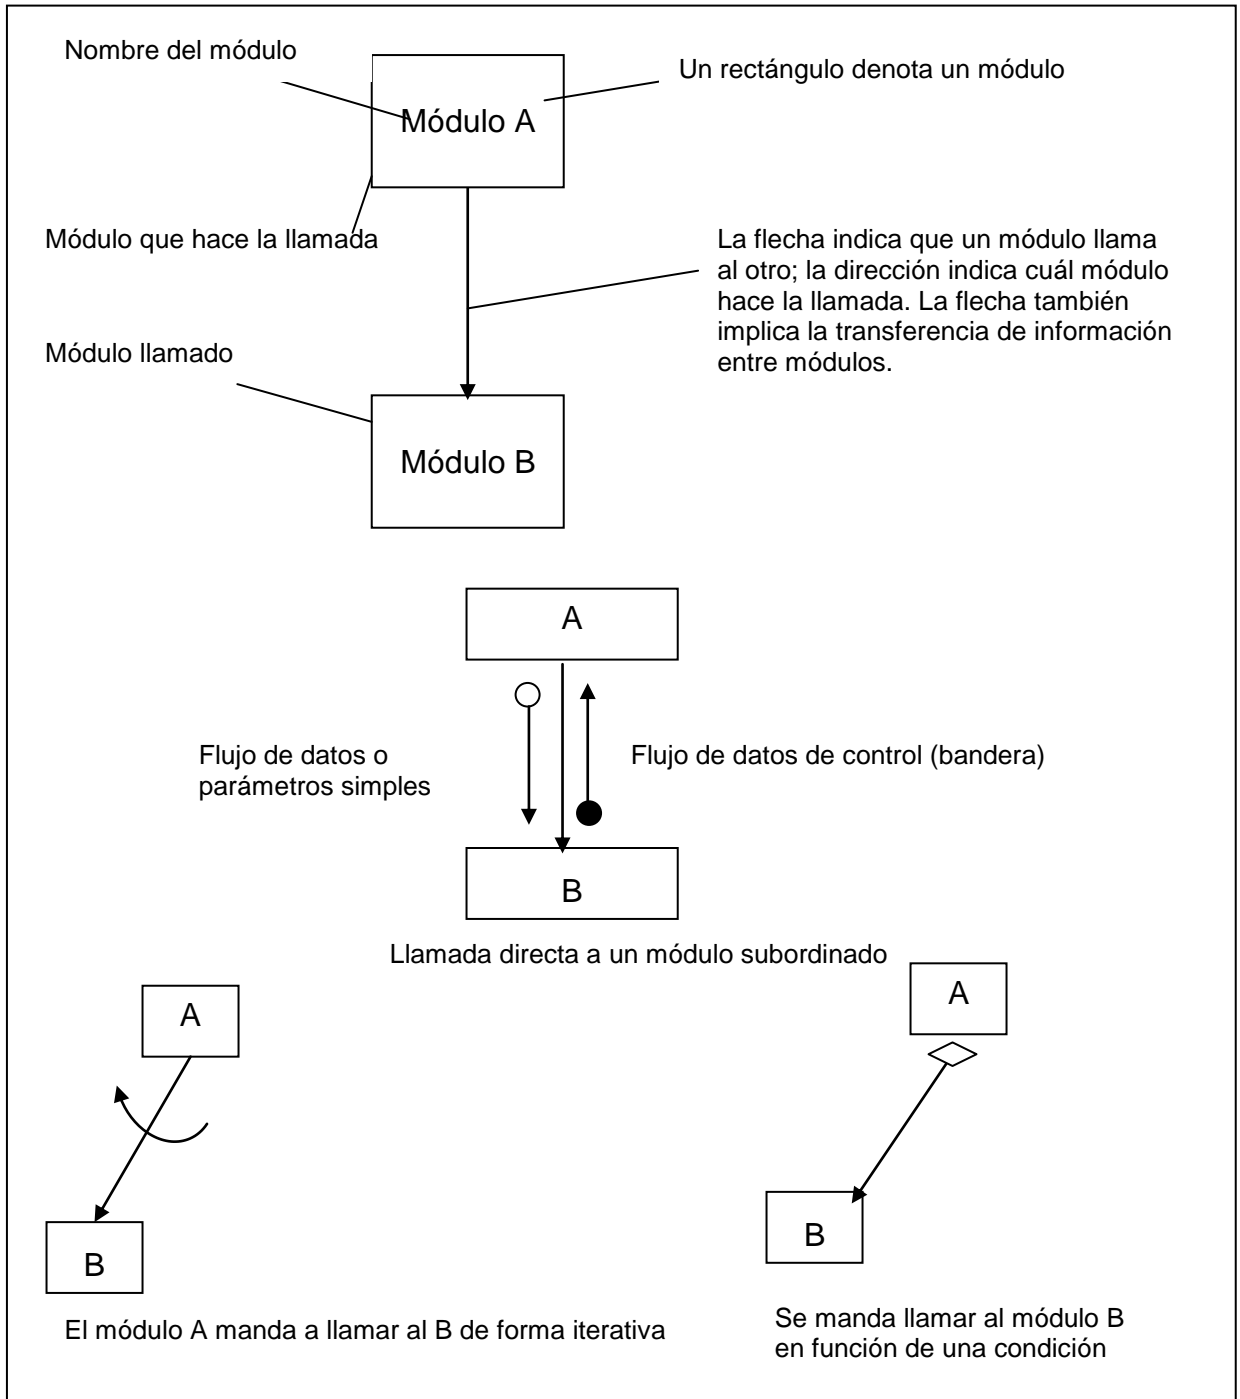 Nombre del módulo
Un rectángulo denota un módulo
Módulo A
Módulo que hace la llamada
La flecha indica que un módulo llama
al otro; la dirección indica cuál módulo
hace la llamada. La flecha también
implica la transferencia de información
entre módulos.
Módulo llamado
Módulo B
A
Flujo de datos o
parámetros simples
Flujo de datos de control (bandera)
B
Llamada directa a un módulo subordinado
A
B
El módulo A manda a llamar al B de forma iterativa
A
B
Se manda llamar al módulo B
en función de una condición